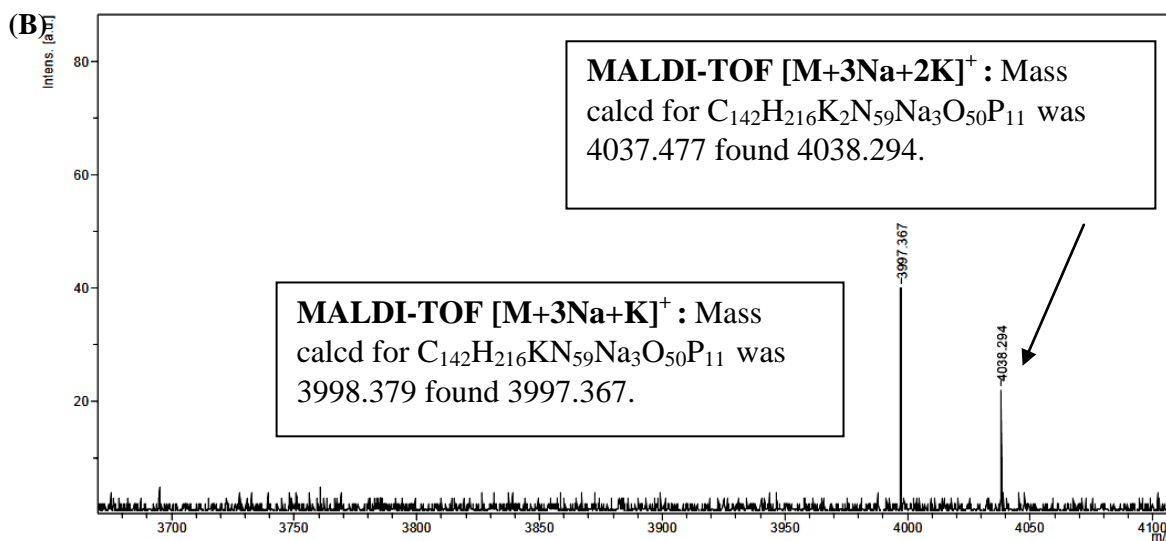 (B)
Intens. [a.u.]
80
60
40
20
MALDI-TOF [M+3Na+2K]⁺ : Mass
calcd for C₁₄₂H₂₁₆K₂N₅₉Na₃O₅₀P₁₁ was
4037.477 found 4038.294.
MALDI-TOF [M+3Na+K]⁺ : Mass
calcd for C₁₄₂H₂₁₆KN₅₉Na₃O₅₀P₁₁ was
3998.379 found 3997.367.
3997.367
4038.294
3700 3750 3800 3850 3900 3950 4000 4050 4100